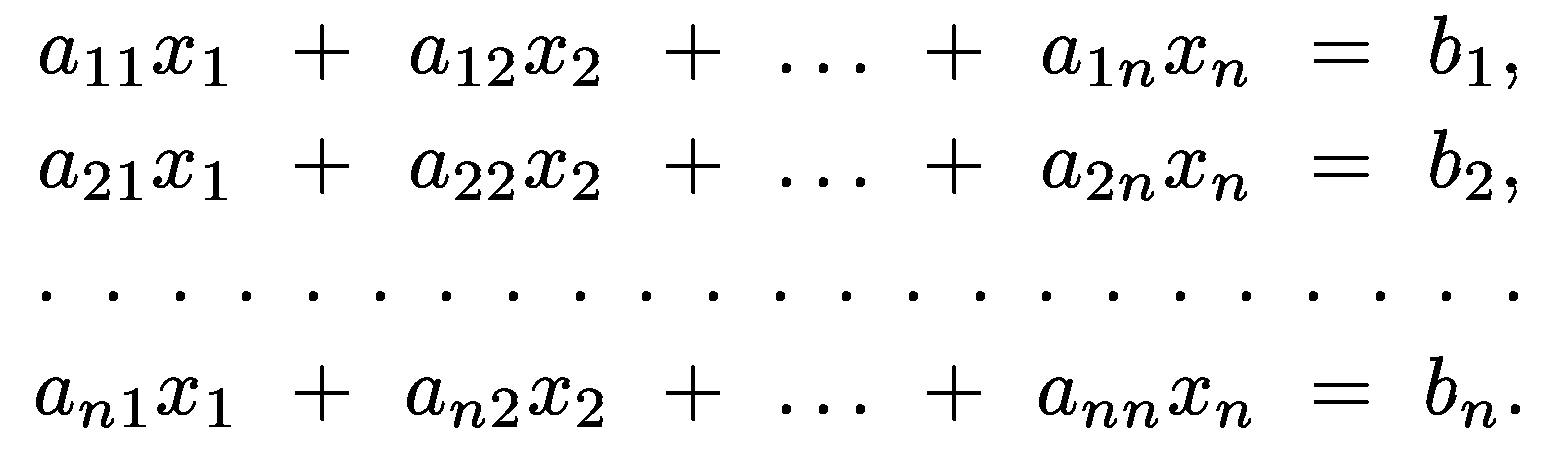 a₁₁x₁ + a₁₂x₂ + … + a₁ₙxₙ = b₁,
a₂₁x₁ + a₂₂x₂ + … + a₂ₙxₙ = b₂,
. . . . . . . . . . . . . . . . . . . . . . .
aₙ₁x₁ + aₙ₂x₂ + … + aₙₙxₙ = bₙ.